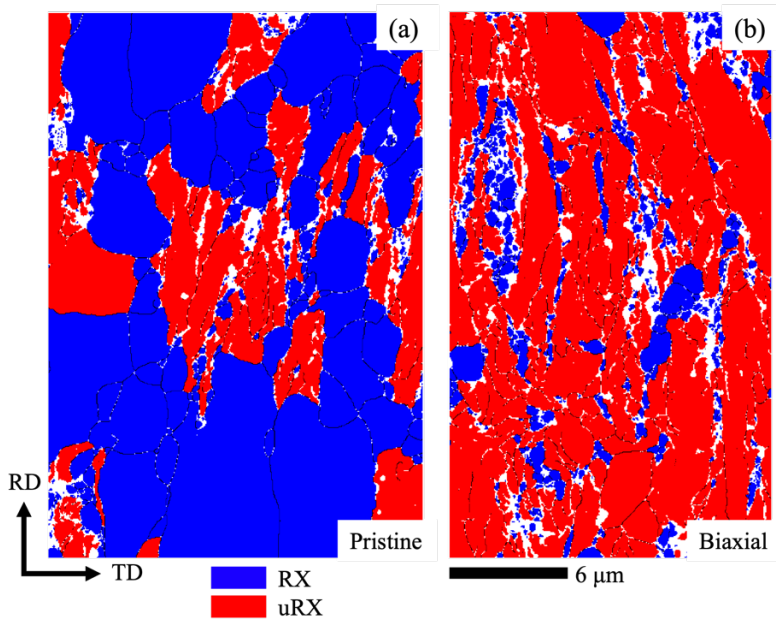 (a)
(b)
Pristine
Biaxial
RD
TD
RX
uRX
6 μm